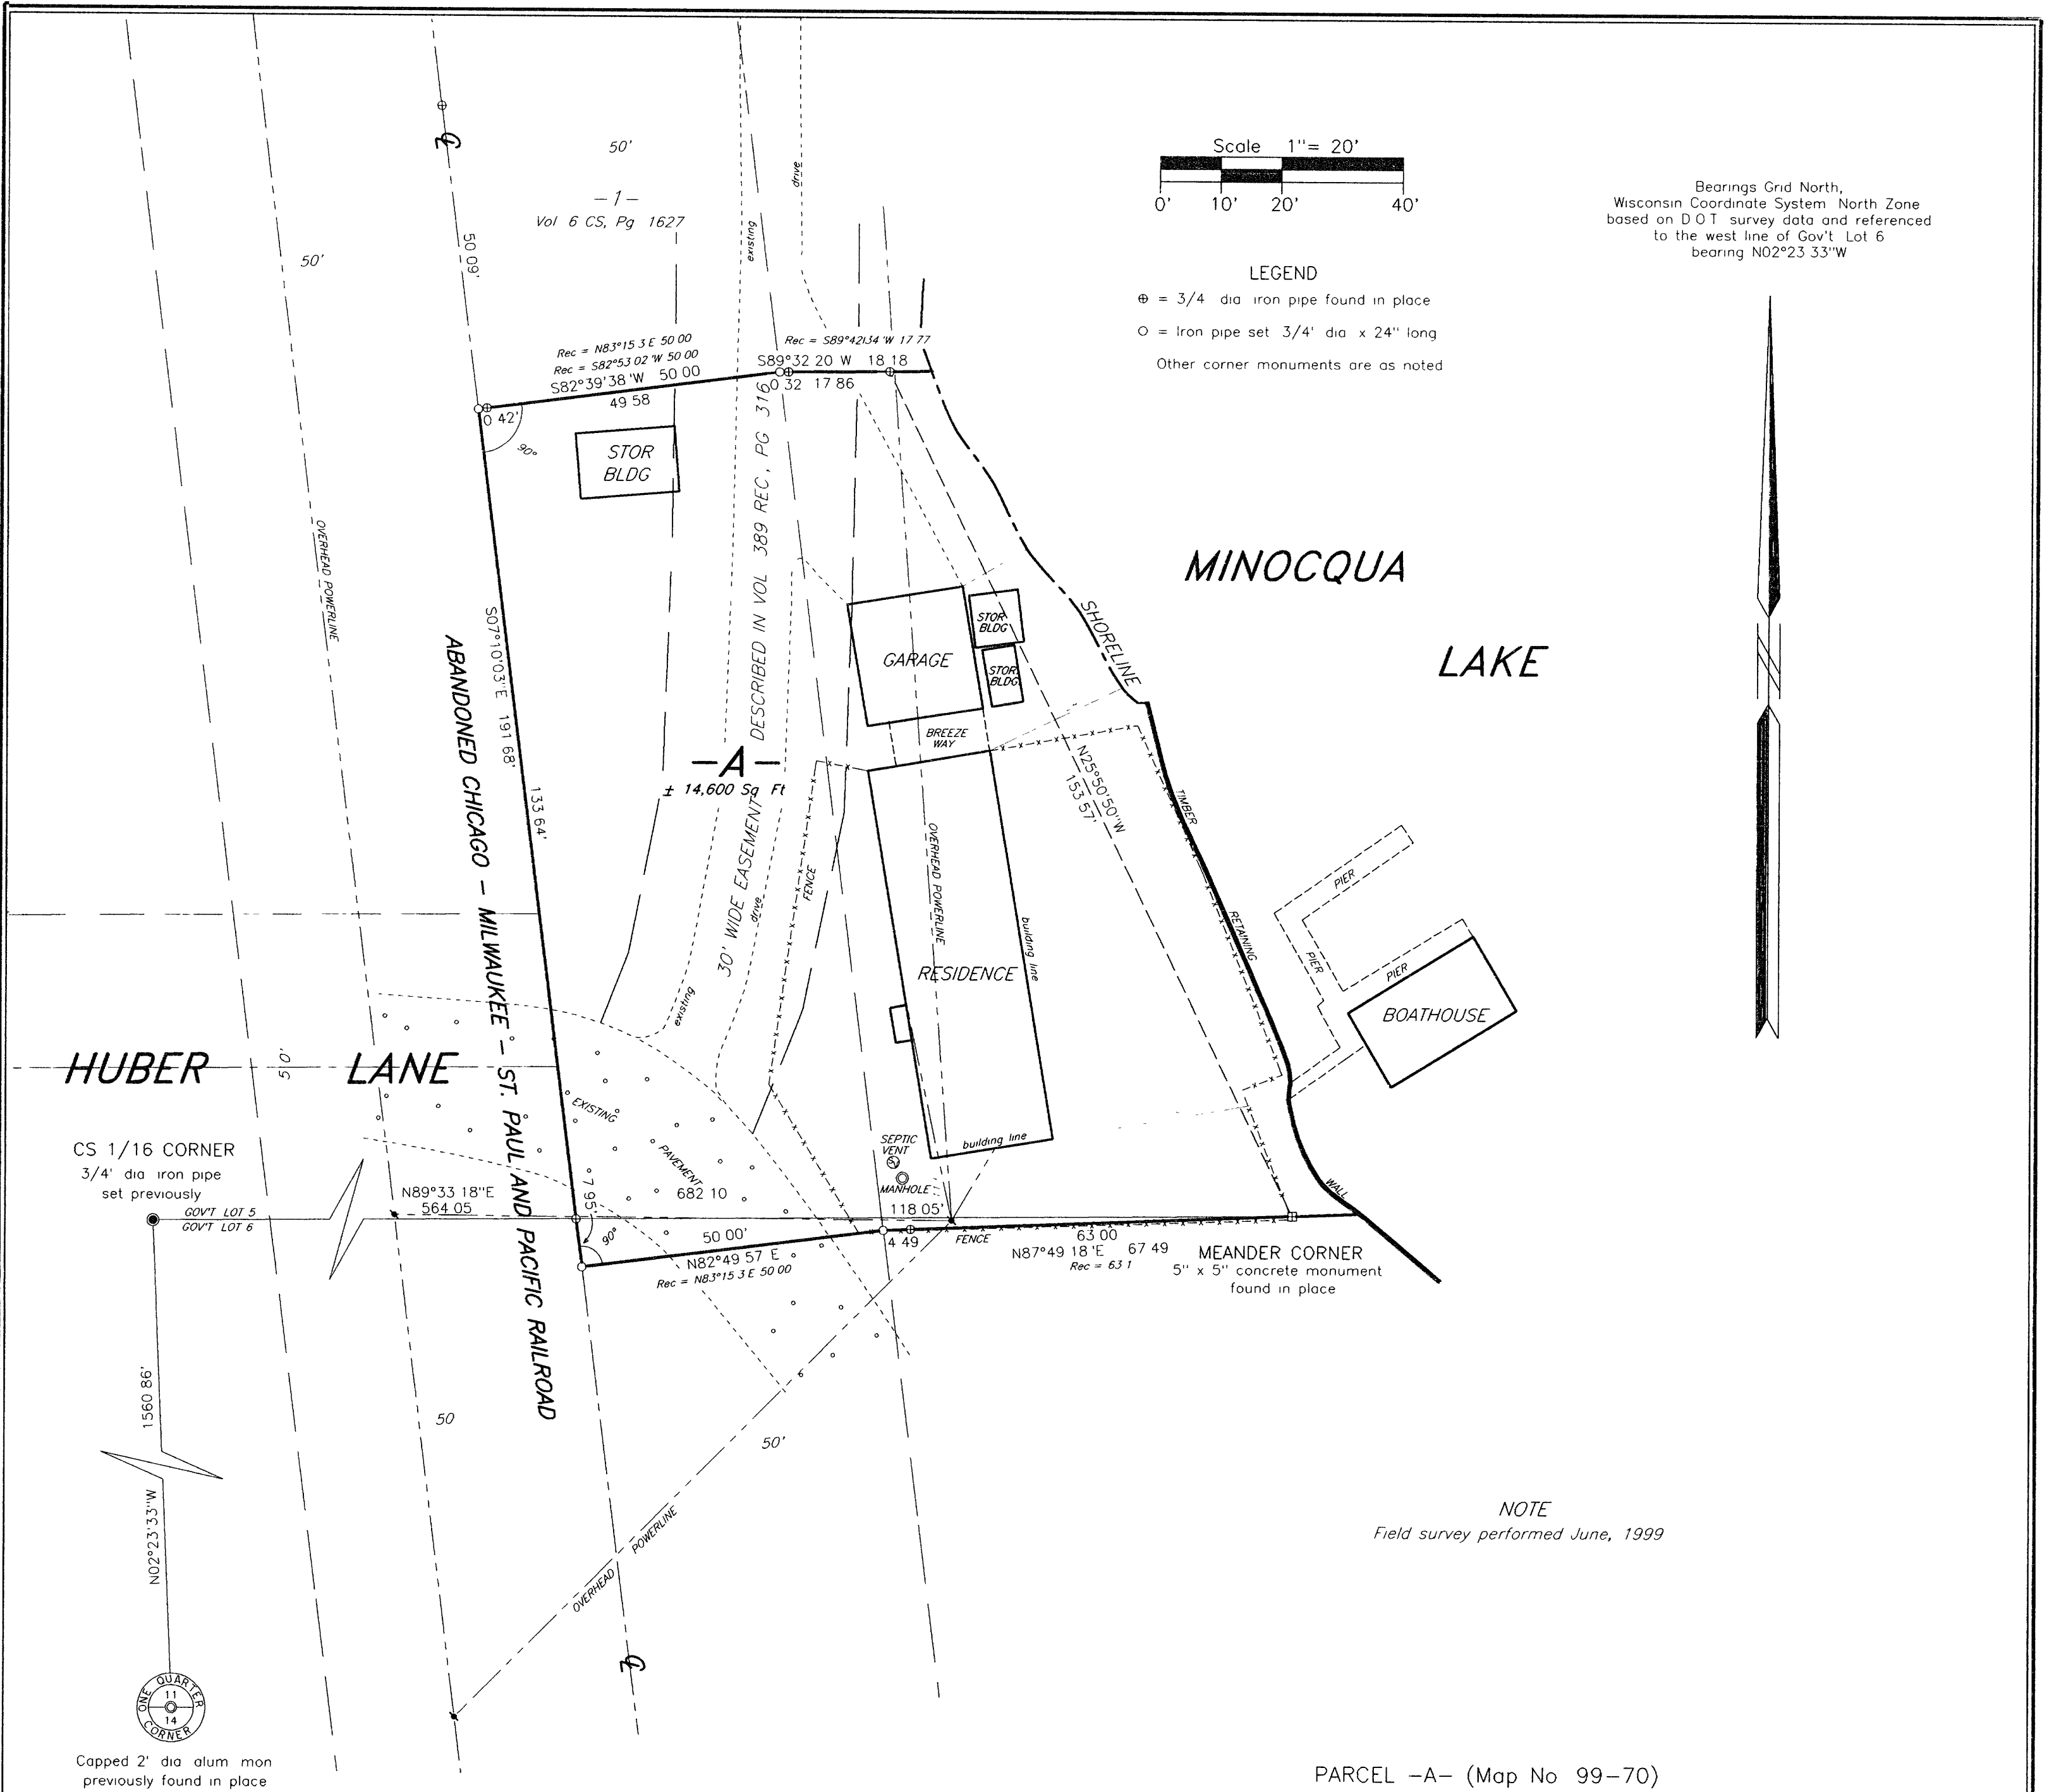 50'
—1—
Vol 6 CS, Pg 1627
50'
50 09'
existing
drive
Scale 1"= 20'
0' 10' 20' 40'
Bearings Grid North,
Wisconsin Coordinate System North Zone
based on D O T survey data and referenced
to the west line of Gov't Lot 6
bearing N02°23 33"W
LEGEND
⊕ = 3/4 dia iron pipe found in place
O = Iron pipe set 3/4' dia x 24" long
Other corner monuments are as noted
Rec = N83°15 3 E 50 00
Rec = S82°53 02 'W 50 00
S82°39'38 'W 50 00
49 58
0 42'
90°
Rec = S89°42134 'W 17 77
S89°32 20 W 18 18
0 32 17 86
STOR
BLDG
OVERHEAD POWERLINE
S07°10'03"E 191 68'
133 64'
ABANDONED CHICAGO – MILWAUKEE – ST. PAUL AND PACIFIC RAILROAD
30' WIDE EASEMENT DESCRIBED IN VOL 389 REC, PG 316
—A—
± 14,600 Sq Ft
MINOCQUA
LAKE
SHORELINE
STOR
BLDG
GARAGE
STOR
BLDG
BREEZE
WAY
N25°50'50"W
153 57'
TIMBER
RETAINING
WALL
FENCE
OVERHEAD POWERLINE
building line
RESIDENCE
building line
existing
drive
PIER
PIER
PIER
BOATHOUSE
HUBER LANE
50'
EXISTING
PAVEMENT
CS 1/16 CORNER
3/4' dia iron pipe
set previously
GOV'T LOT 5
GOV'T LOT 6
N89°33 18"E
564 05
7 95'
90°
682 10
SEPTIC
VENT
SV
MANHOLE
118 05'
50 00'
N82°49 57 E
Rec = N83°15 3 E 50 00
4 49
FENCE
63 00
N87°49 18 'E 67 49
Rec = 63 1
MEANDER CORNER
5" x 5" concrete monument
found in place
1560 86'
N02°23'33"W
50
50'
OVERHEAD POWERLINE
NOTE
Field survey performed June, 1999
ONE QUARTER CORNER
11
14
Capped 2' dia alum mon
previously found in place
PARCEL –A– (Map No 99–70)